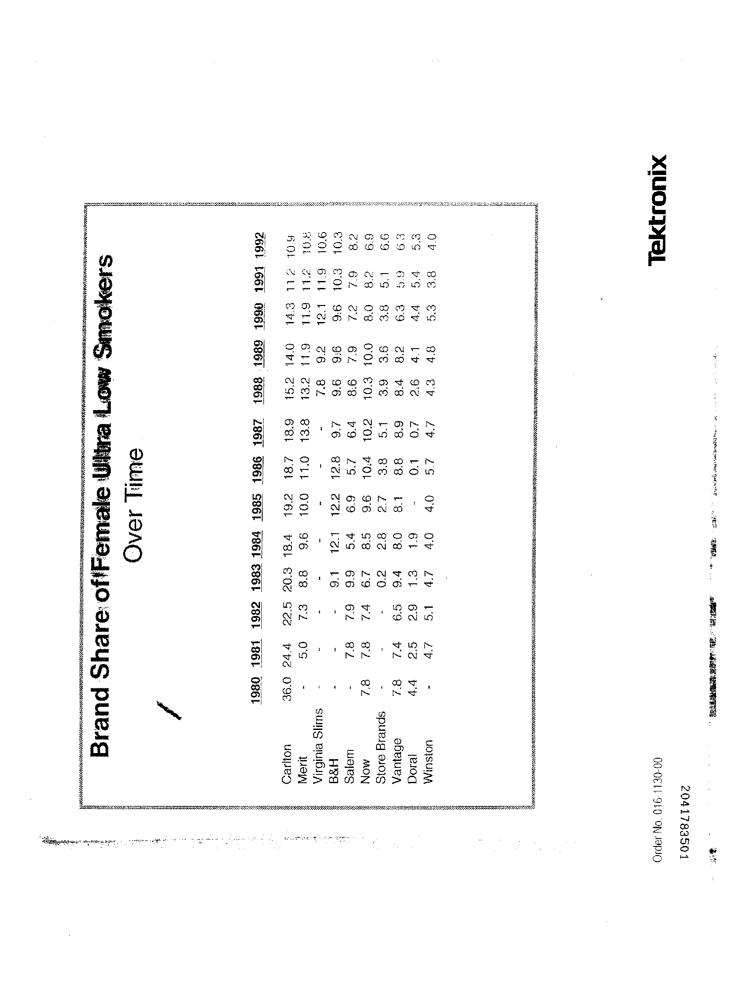 Brand Share of Female Ultra Low Smokers
Over Time
1980 1981 1982 1983 1984 1985 1986 1987 1988 1989 1990 1991 1992
Carlton 36.0 24.4 22.5 20.3 18.4 19.2 18.7 18.9 15.2 14.0 14.3 11.2 10.9
Merit - 5.0 7.3 8.8 9.6 10.0 11.0 13.8 13.2 11.9 11.9 11.2 10.8
Virginia Slims - - - - - - - - 7.8 9.2 12.1 11.9 10.6
B&H - - - 9.1 12.1 12.2 12.8 9.7 9.6 9.6 9.6 10.3 10.3
Salem - 7.8 7.9 9.9 5.4 6.9 5.7 6.4 8.6 7.9 7.2 7.9 8.2
Now 7.8 7.8 7.4 6.7 8.5 9.6 10.4 10.2 10.3 10.0 8.0 8.2 6.9
Store Brands - - - 0.2 2.8 2.7 3.8 5.1 3.9 3.6 3.8 5.1 6.6
Vantage 7.8 7.4 6.5 9.4 8.0 8.1 8.8 8.9 8.4 8.2 6.3 5.9 6.3
Doral 4.4 2.5 2.9 1.3 1.9 - 0.1 0.7 2.6 4.1 4.4 5.4 5.3
Winston - 4.7 5.1 4.7 4.0 4.0 5.7 4.7 4.3 4.8 5.3 3.8 4.0
Order No. 016-1130-00
Tektronix
2041783501